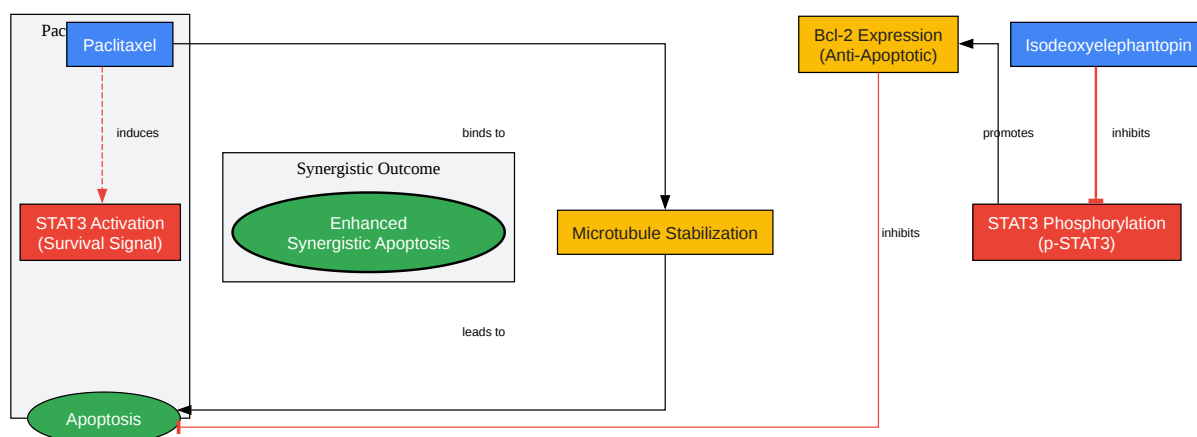 Pac
Paclitaxel
Bcl-2 Expression
(Anti-Apoptotic)
Isodeoxyelephantopin
induces
binds to
promotes
inhibits
Synergistic Outcome
STAT3 Activation
(Survival Signal)
Enhanced
Synergistic Apoptosis
Microtubule Stabilization
inhibits
STAT3 Phosphorylation
(p-STAT3)
leads to
Apoptosis